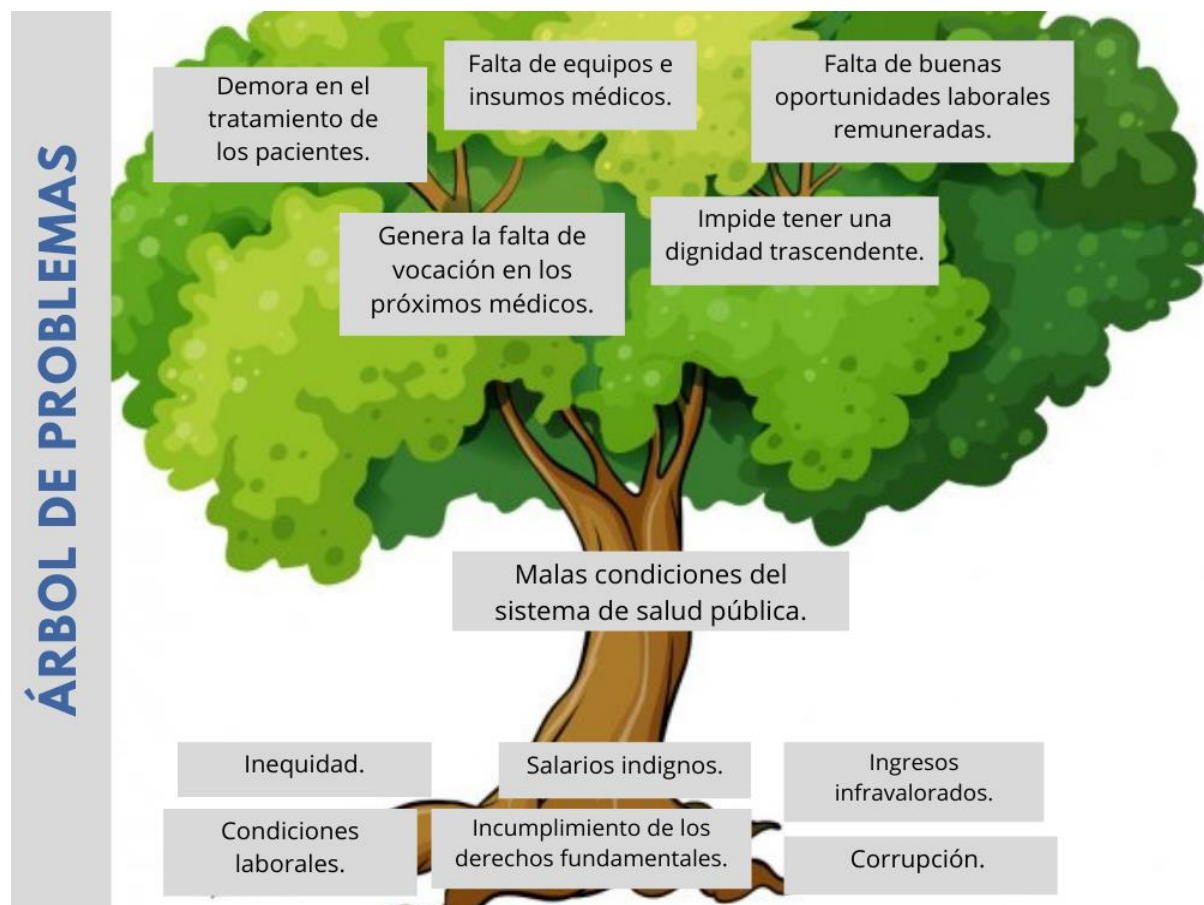 ÁRBOL DE PROBLEMAS
Demora en el
tratamiento de
los pacientes.
Falta de equipos e
insumos médicos.
Falta de buenas
oportunidades laborales
remuneradas.
Genera la falta de
vocación en los
próximos médicos.
Impide tener una
dignidad trascendente.
Malas condiciones del
sistema de salud pública.
Inequidad.
Salarios indignos.
Ingresos
infravalorados.
Condiciones
laborales.
Incumplimiento de los
derechos fundamentales.
Corrupción.